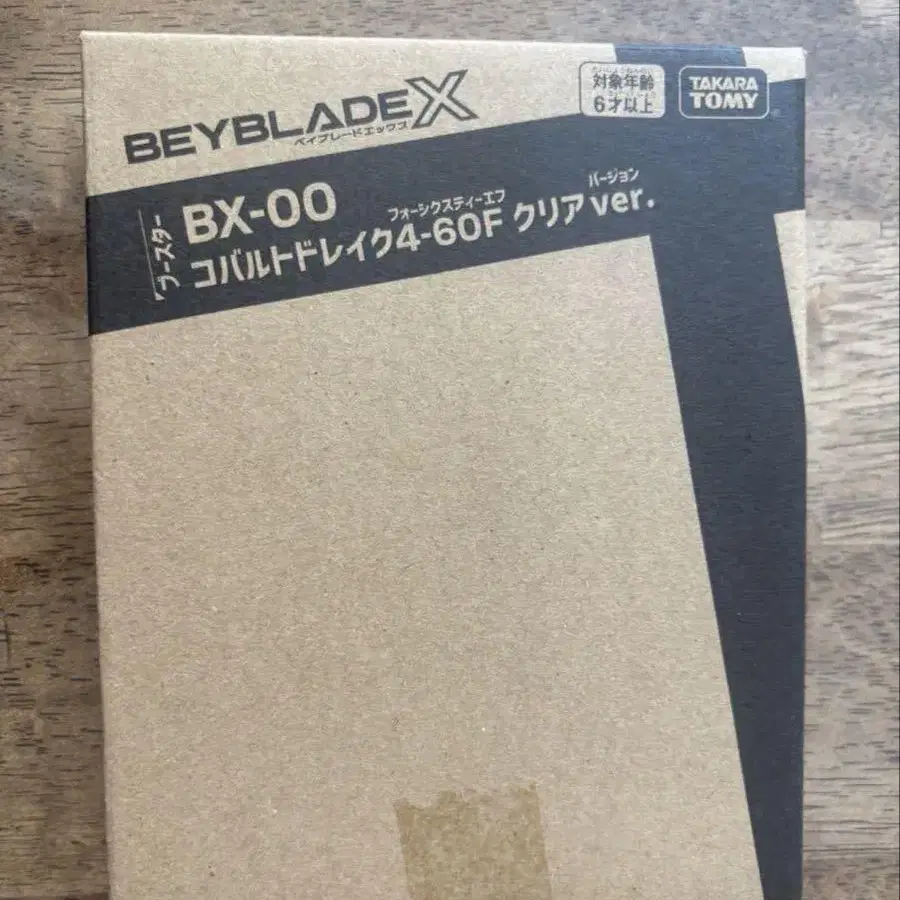 BEYBLADE X
ベイブレードエックス
対象年齢
6才以上
TAKARA
TOMY
ブースター
BX-00
フォーシックスティーエフ
バージョン
コバルトドレイク4-60F クリアver.